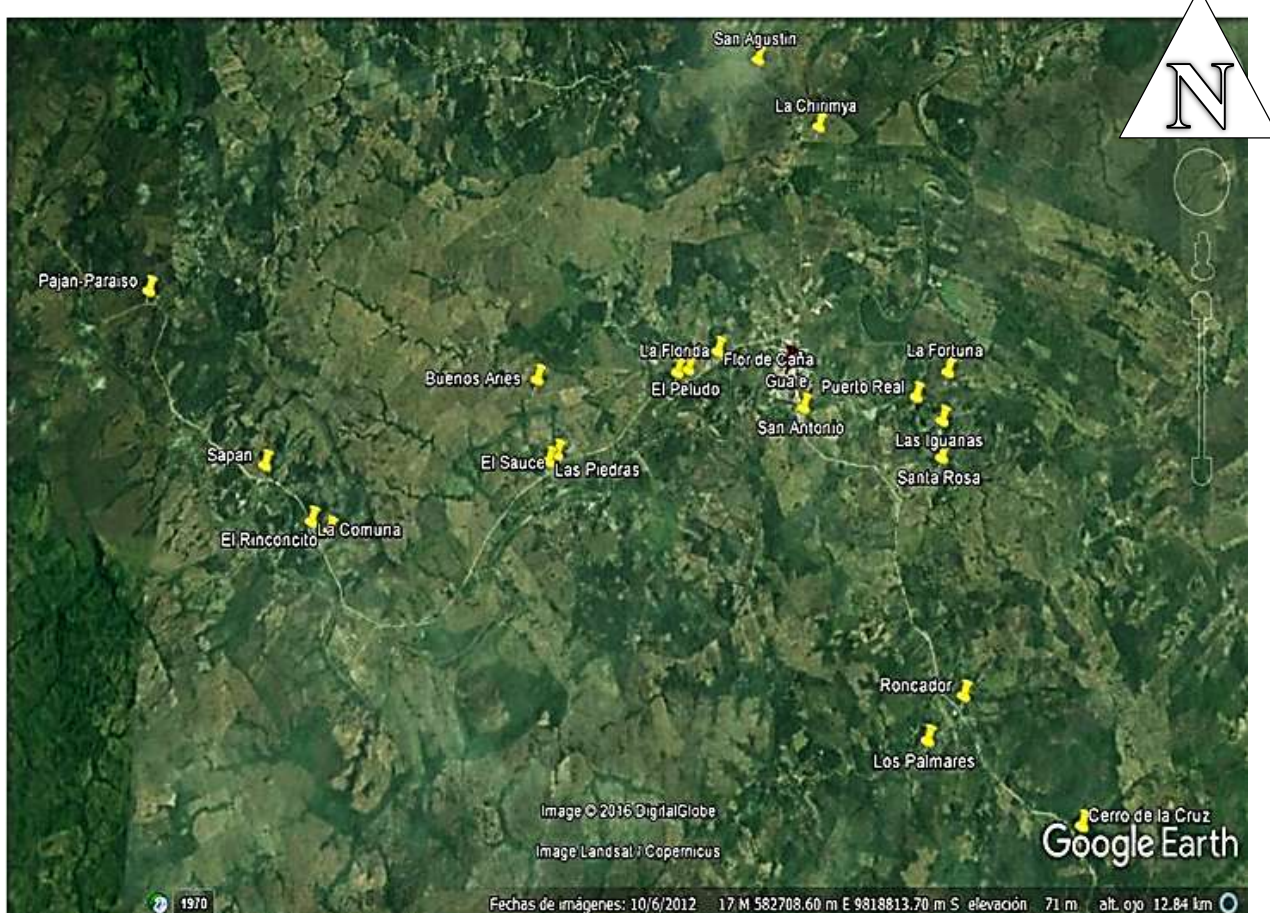 San Agustin
N
La Chirimya
Pajan-Paraiso
La Florida
Flor de Caña
La Fortuna
Buenos Aries
El Peludo
Guale
Puerto Real
San Antonio
Las Iguanas
Sapan
El Sauce
Las Piedras
Santa Rosa
El Rinconcito
La Comuna
Roncador
Los Palmares
Image © 2016 DigitalGlobe
Cerro de la Cruz
Google Earth
Image Landsat / Copernicus
1970
Fechas de imágenes: 10/6/2012 17 M 582708.60 m E 9818813.70 m S elevación 71 m alt. ojo 12.84 km